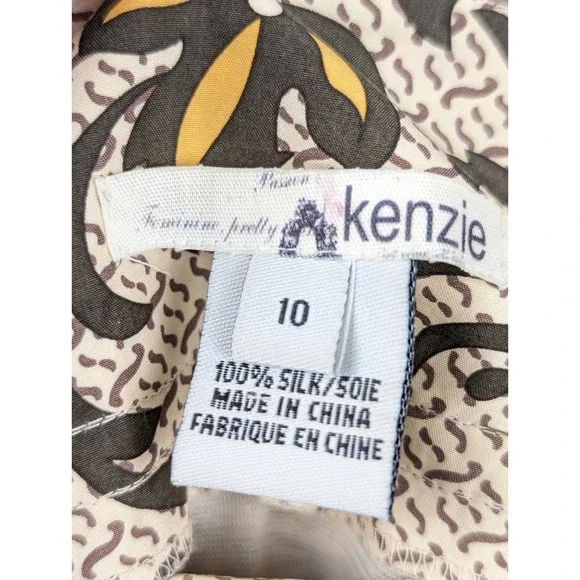 Passion
Feminine, pretty
kenzie
10
100% SILK/SOIE
MADE IN CHINA
FABRIQUE EN CHINE